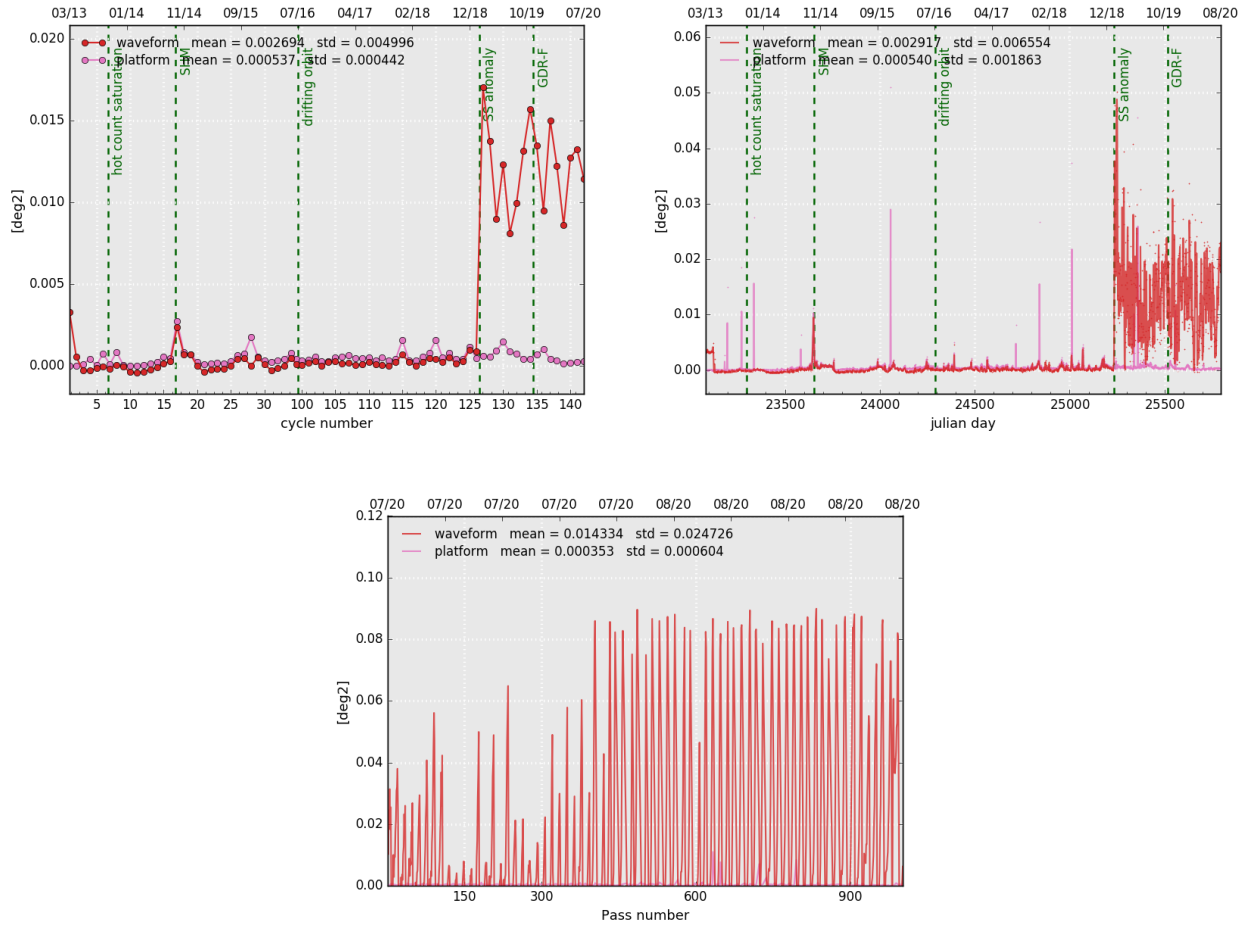 03/13 01/14 11/14 09/15 07/16 04/17 02/18 12/18 10/19 07/20
waveform mean = 0.002694 std = 0.004996
platform mean = 0.000537 std = 0.000442
hot count saturation
SHM
drifting orbit
SS anomaly
GDR-F
0.020
0.015
0.010
0.005
0.000
[deg2]
5 10 15 20 25 30 100 105 110 115 120 125 130 135 140
cycle number
03/13 01/14 11/14 09/15 07/16 04/17 02/18 12/18 10/19 08/20
waveform mean = 0.002917 std = 0.006554
platform mean = 0.000540 std = 0.001863
hot count saturation
SHM
drifting orbit
SS anomaly
GDR-F
0.06
0.05
0.04
0.03
0.02
0.01
0.00
[deg2]
23500 24000 24500 25000 25500
julian day
07/20 07/20 07/20 07/20 07/20 08/20 08/20 08/20 08/20 08/20
waveform mean = 0.014334 std = 0.024726
platform mean = 0.000353 std = 0.000604
0.12
0.10
0.08
0.06
0.04
0.02
0.00
[deg2]
150 300 600 900
Pass number